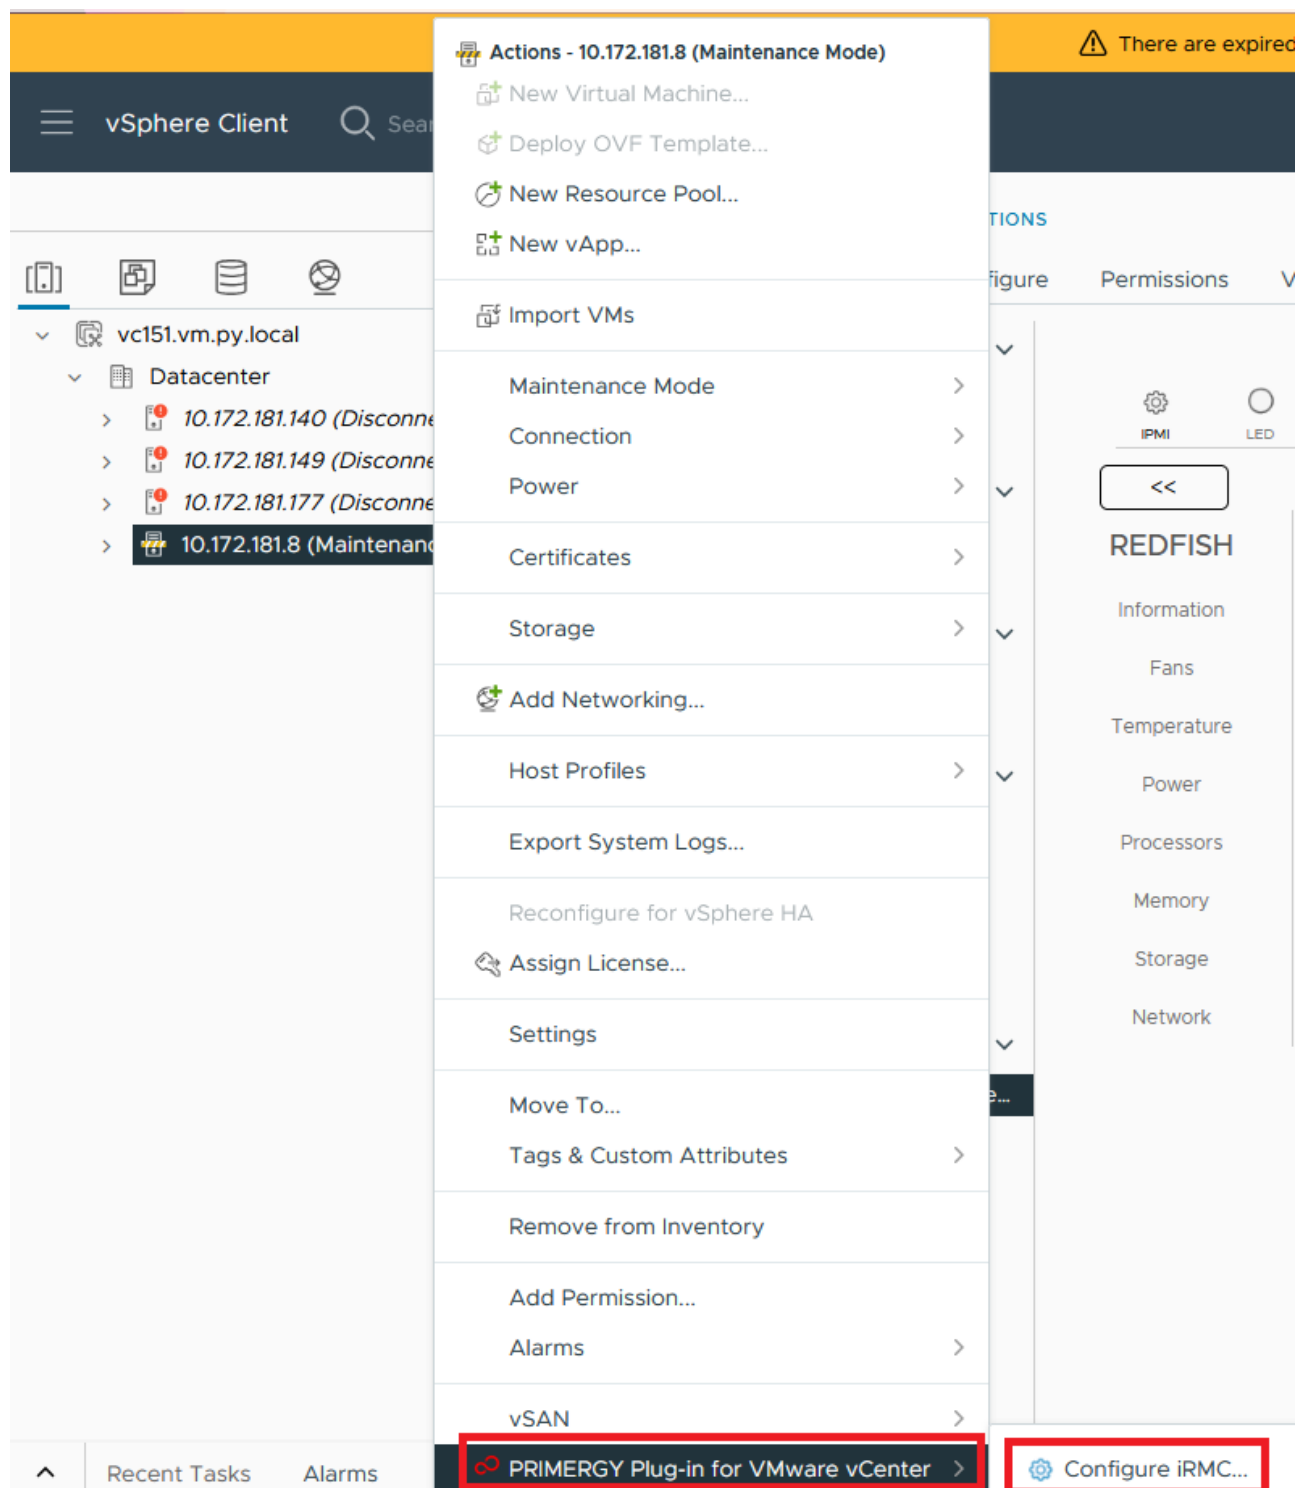 There are expired
vSphere Client
Actions - 10.172.181.8 (Maintenance Mode)
New Virtual Machine...
Deploy OVF Template...
New Resource Pool...
New vApp...
Import VMs
Maintenance Mode
Connection
Power
Certificates
Storage
Add Networking...
Host Profiles
Export System Logs...
Reconfigure for vSphere HA
Assign License...
Settings
Move To...
Tags & Custom Attributes
Remove from Inventory
Add Permission...
Alarms
vSAN
PRIMERGY Plug-in for VMware vCenter
Configure iRMC...
vc151.vm.py.local
Datacenter
10.172.181.140 (Disconne
10.172.181.149 (Disconne
10.172.181.177 (Disconne
10.172.181.8 (Maintenanc
Permissions
IPMI
LED
<<
REDFISH
Information
Fans
Temperature
Power
Processors
Memory
Storage
Network
Recent Tasks
Alarms